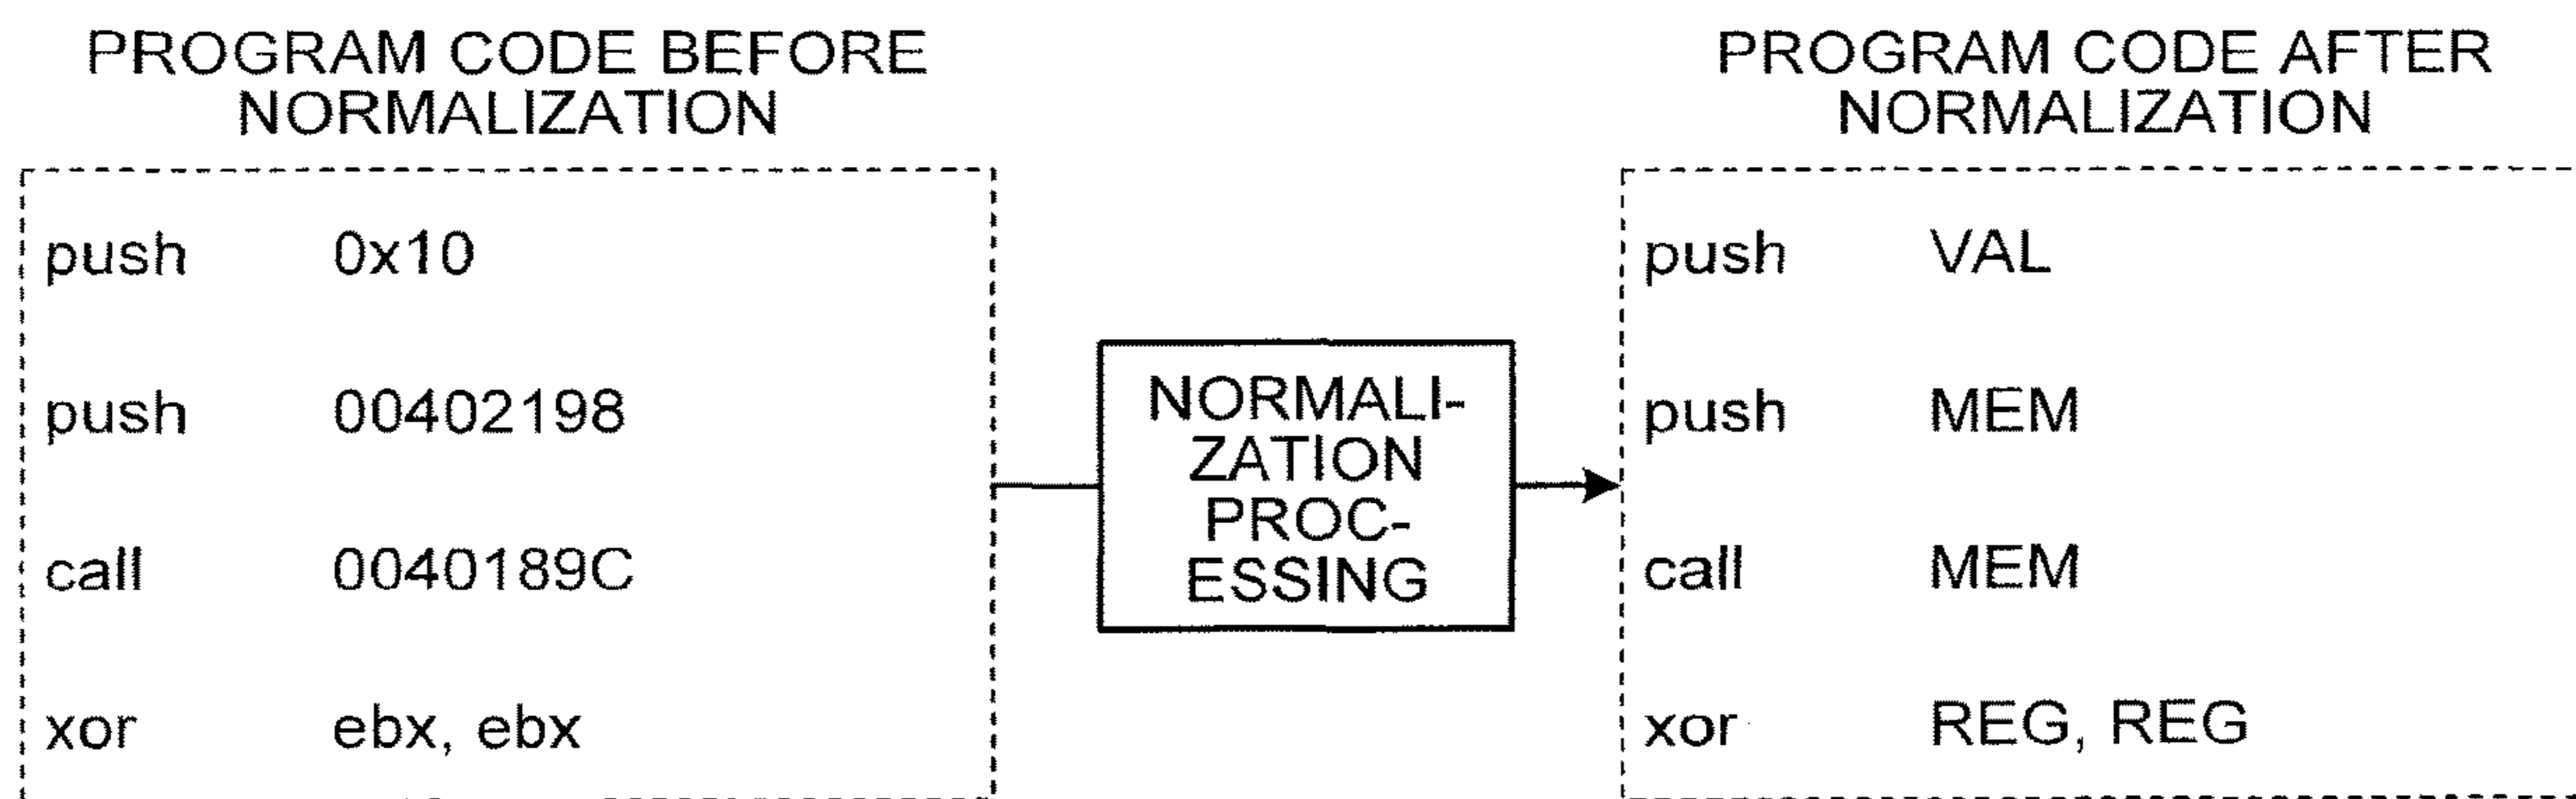 PROGRAM CODE BEFORE
NORMALIZATION
push 0x10
push 00402198
call 0040189C
xor ebx, ebx
NORMALI-
ZATION
PROC-
ESSING
PROGRAM CODE AFTER
NORMALIZATION
push VAL
push MEM
call MEM
xor REG, REG